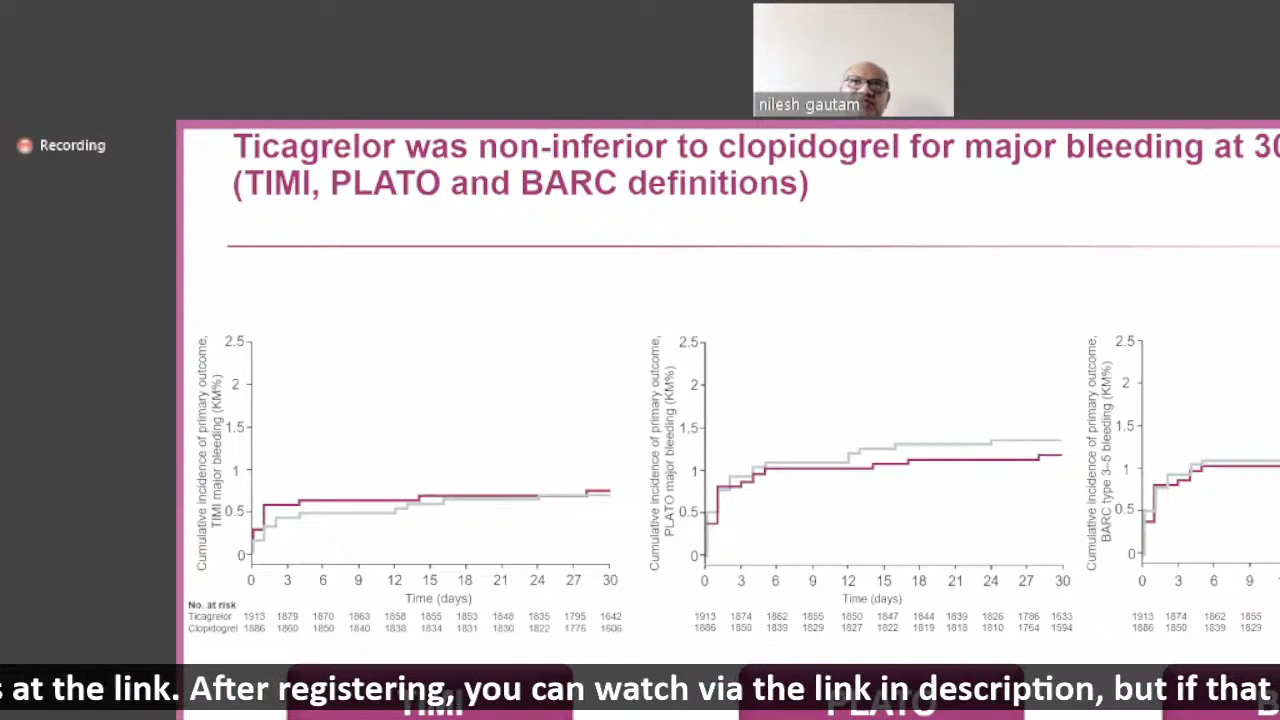 nilesh gautam
Recording
Ticagrelor was non-inferior to clopidogrel for major bleeding at 30
(TIMI, PLATO and BARC definitions)
Cumulative incidence of primary outcome,
TIMI major bleeding (KM%)
2.5
2
1.5
1
0.5
0
0 3 6 9 12 15 18 21 24 27 30
Time (days)
No. at risk
Ticagrelor 1913 1879 1870 1863 1858 1855 1853 1848 1835 1795 1642
Clopidogrel 1886 1860 1850 1840 1838 1834 1831 1830 1822 1776 1606
Cumulative incidence of primary outcome,
PLATO major bleeding (KM%)
2.5
2
1.5
1
0.5
0
0 3 6 9 12 15 18 21 24 27 30
Time (days)
1913 1874 1862 1855 1850 1847 1844 1839 1826 1786 1633
1886 1850 1839 1829 1827 1822 1819 1818 1810 1764 1594
Cumulative incidence of primary outcome,
BARC type 3–5 bleeding (KM%)
2.5
2
1.5
1
0.5
0
0 3 6 9
1913 1874 1862 1855
1886 1850 1839 1829
TIMI
PLATO
B
s at the link. After registering, you can watch via the link in description, but if that